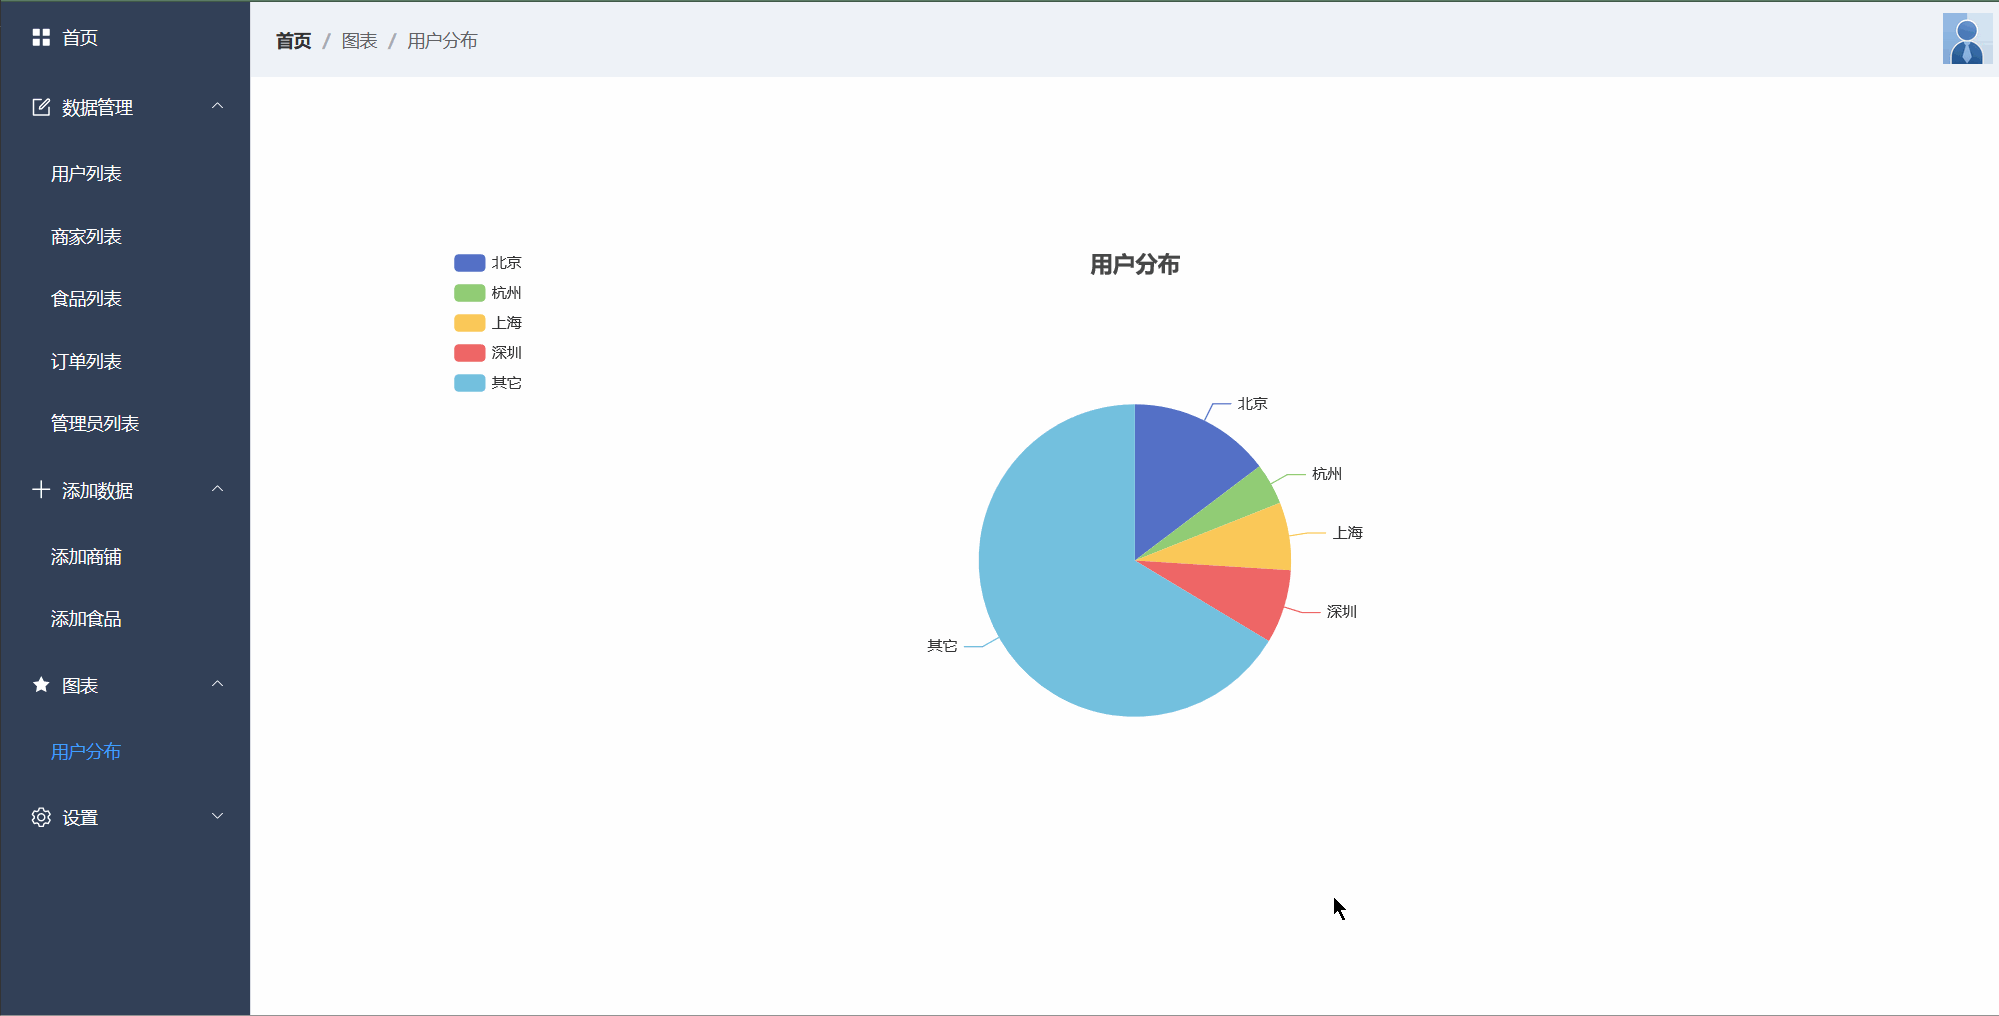 首页
数据管理
用户列表
商家列表
食品列表
订单列表
管理员列表
添加数据
添加商铺
添加食品
图表
用户分布
设置
首页 / 图表 / 用户分布
北京
杭州
上海
深圳
其它
用户分布
北京
杭州
上海
深圳
其它